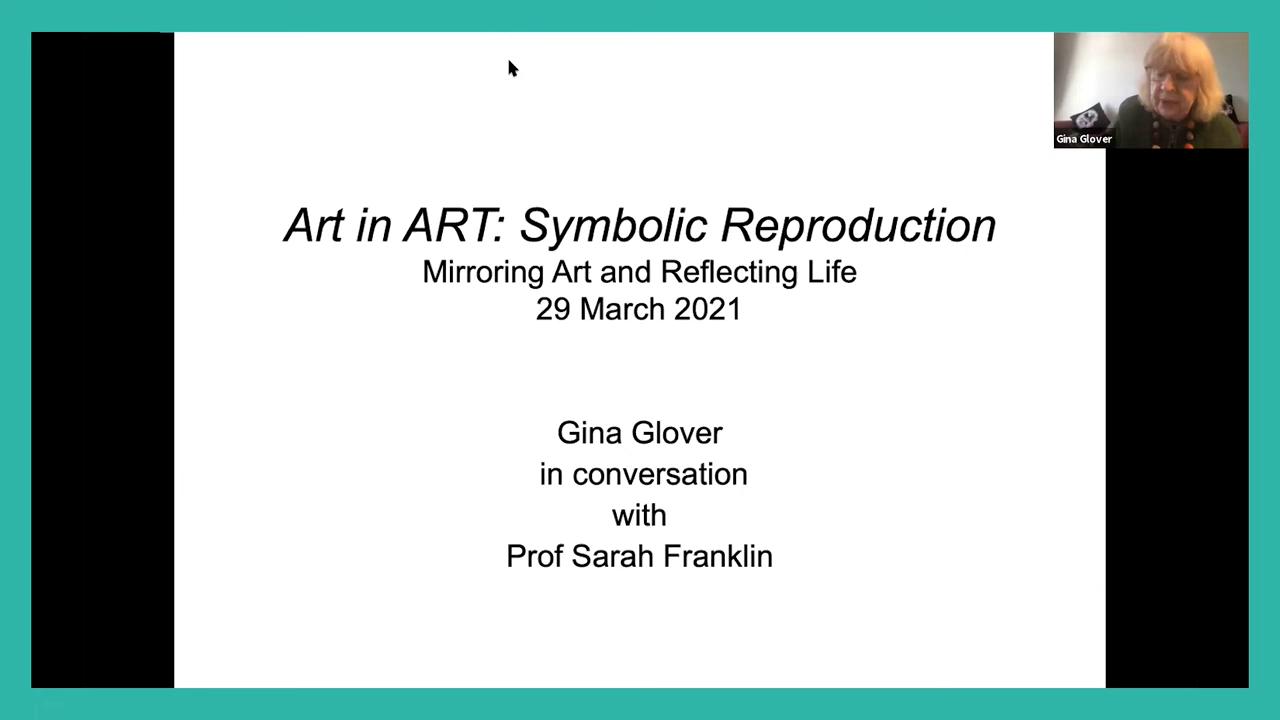 Gina Glover
Art in ART: Symbolic Reproduction
Mirroring Art and Reflecting Life
29 March 2021
Gina Glover
in conversation
with
Prof Sarah Franklin